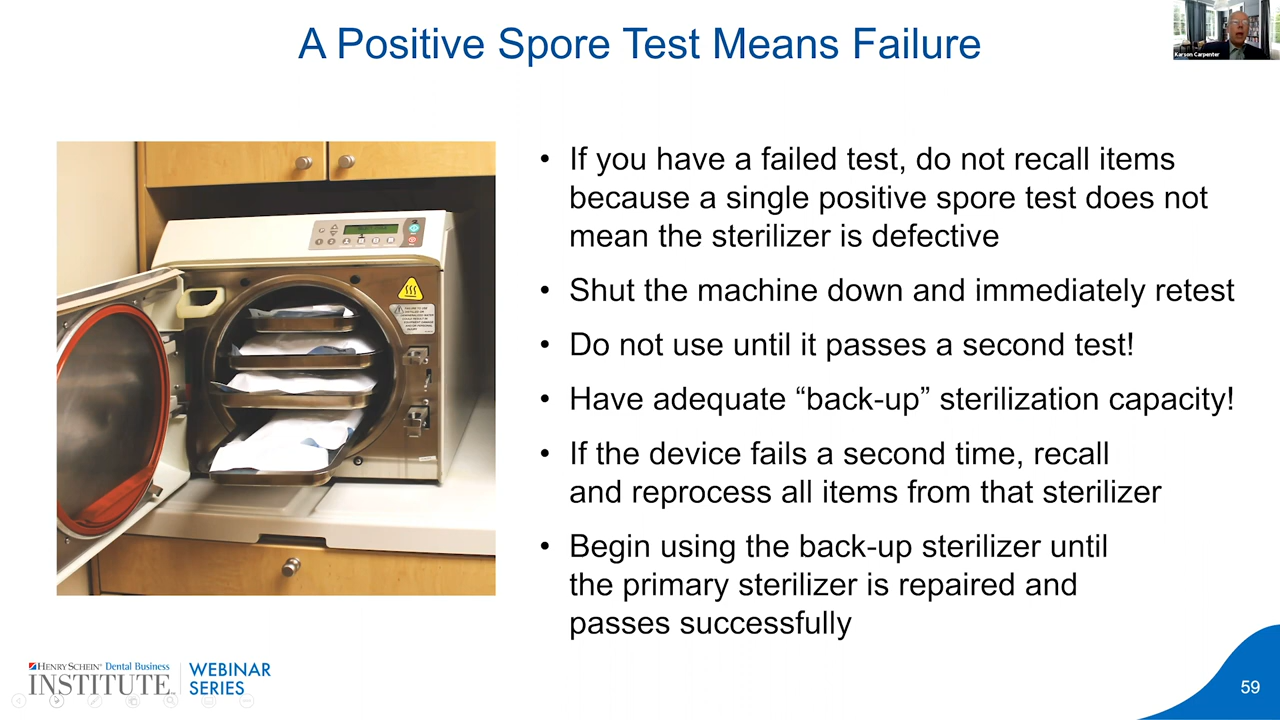 A Positive Spore Test Means Failure
Karson Carpenter
• If you have a failed test, do not recall items
because a single positive spore test does not
mean the sterilizer is defective
• Shut the machine down and immediately retest
• Do not use until it passes a second test!
• Have adequate “back-up” sterilization capacity!
• If the device fails a second time, recall
and reprocess all items from that sterilizer
• Begin using the back-up sterilizer until
the primary sterilizer is repaired and
passes successfully
HENRY SCHEIN® Dental Business
INSTITUTE™
WEBINAR
SERIES
59